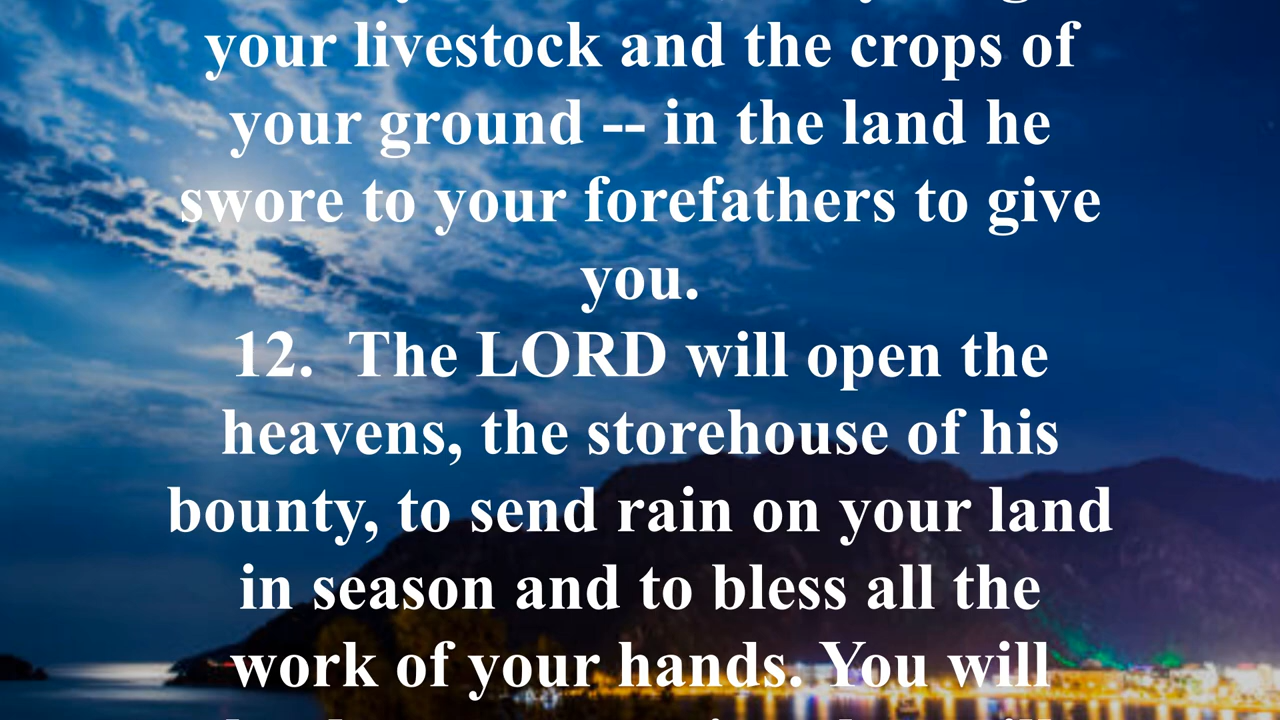 your livestock and the crops of
your ground -- in the land he
swore to your forefathers to give
you.
12. The LORD will open the
heavens, the storehouse of his
bounty, to send rain on your land
in season and to bless all the
work of your hands. You will